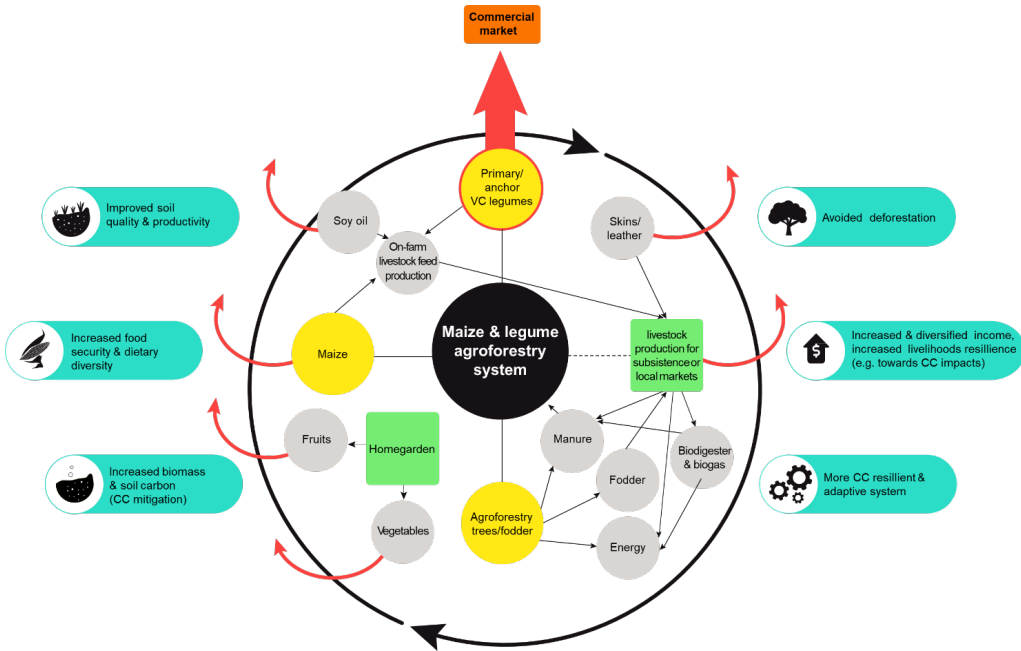 Commercial
market
Primary/
anchor
VC legumes
Improved soil
quality & productivity
Soy oil
Skins/
leather
Avoided deforestation
On-farm
livestock feed
production
Increased food
security & dietary
diversity
Maize
Maize & legume
agroforestry
system
livestock
production for
subsistence or
local markets
$
Increased & diversified income,
increased livelihoods resillience
(e.g. towards CC impacts)
Fruits
Homegarden
Manure
Biodigester
& biogas
Increased biomass
& soil carbon
(CC mitigation)
Fodder
More CC resillient &
adaptive system
Vegetables
Agroforestry
trees/fodder
Energy